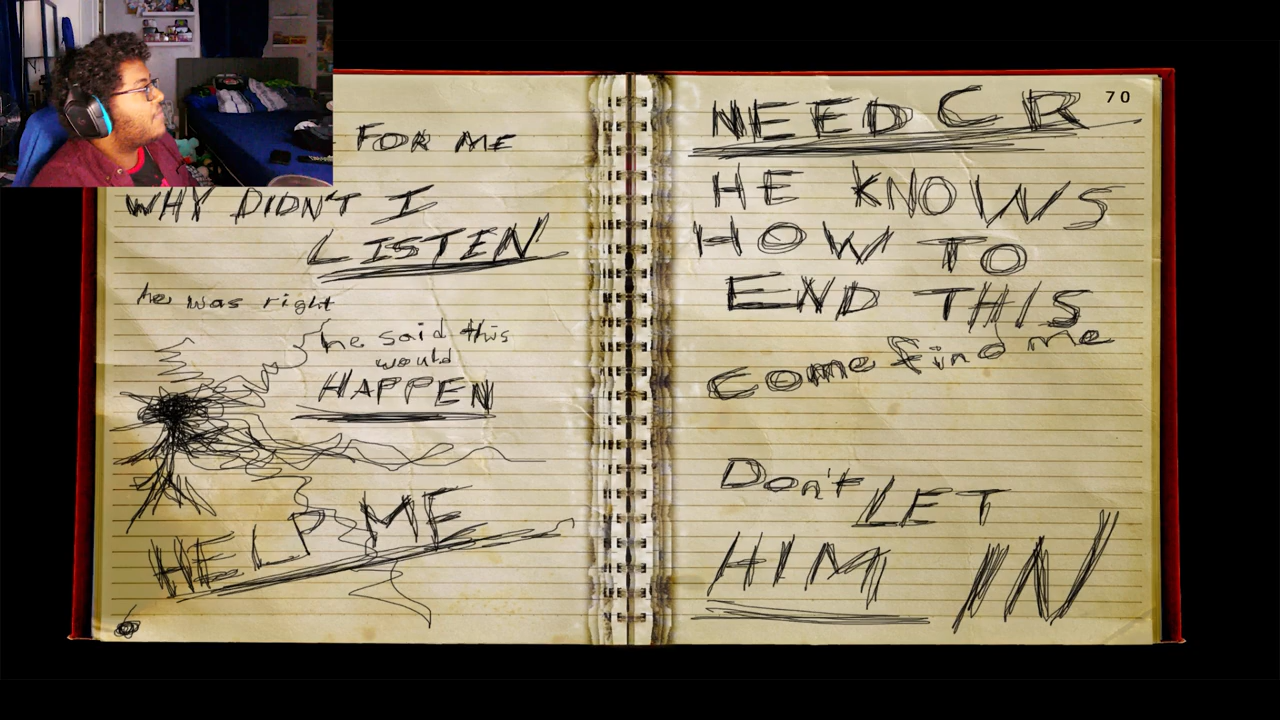 FOR ME
WHY DIDN'T I
LISTEN
he was right
he said this
would
HAPPEN
HELP ME
70
NEED CR
HE KNOWS
HOW TO
END THIS
come find me
Don't LET
HIM IN